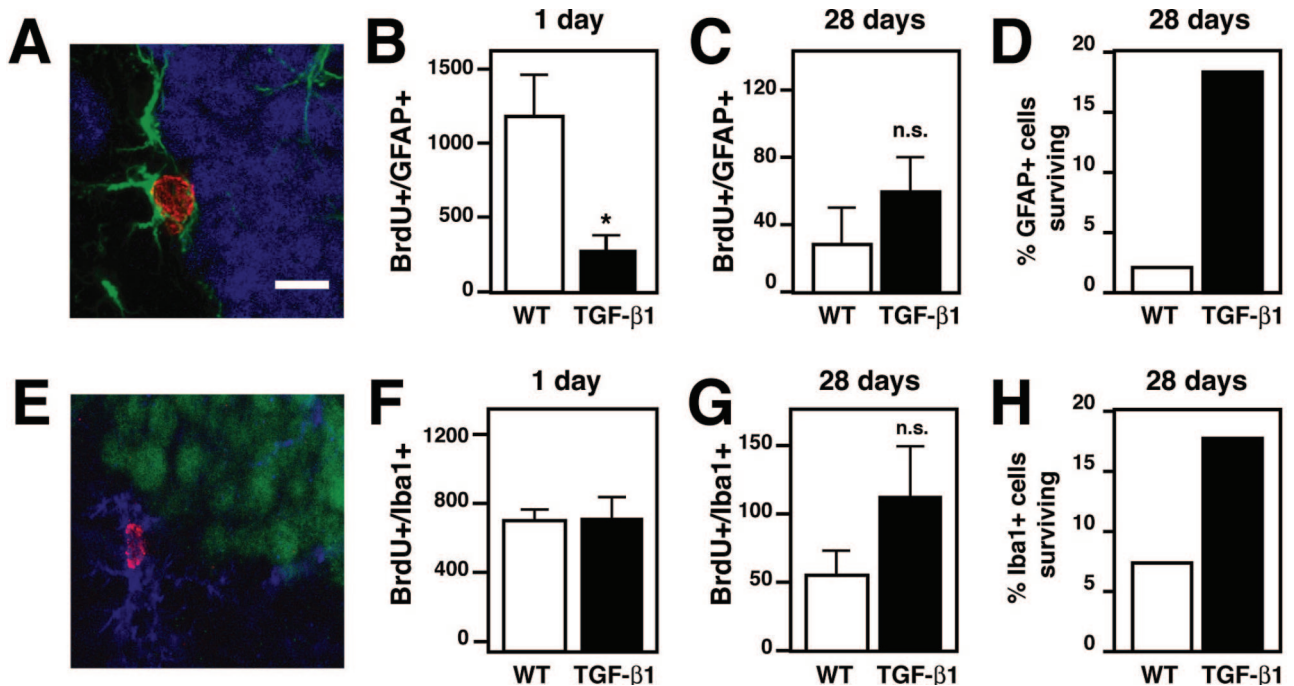 A
B
1 day
BrdU+/GFAP+
1500
1000
500
0
*
WT TGF-β1
C
28 days
BrdU+/GFAP+
120
80
40
0
n.s.
WT TGF-β1
D
28 days
% GFAP+ cells
surviving
20
15
10
5
0
WT TGF-β1
E
F
1 day
BrdU+/Iba1+
1200
800
400
0
WT TGF-β1
G
28 days
BrdU+/Iba1+
150
100
50
0
n.s.
WT TGF-β1
H
28 days
% Iba1+ cells
surviving
20
15
10
5
0
WT TGF-β1